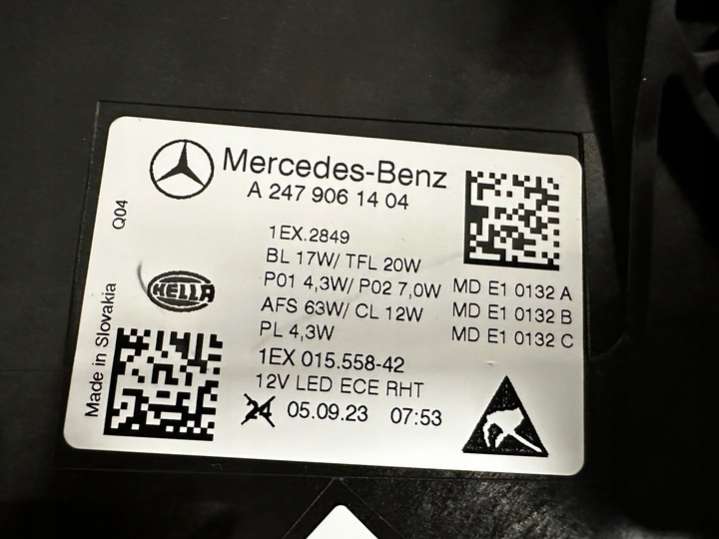 Mercedes-Benz
A 247 906 14 04
Q04
1EX.2849
BL 17W/ TFL 20W
P01 4,3W/ P02 7,0W
AFS 63W/ CL 12W
PL 4,3W
MD E1 0132 A
MD E1 0132 B
MD E1 0132 C
HELLA
Made in Slovakia
1EX 015.558-42
12V LED ECE RHT
24 05.09.23 07:53